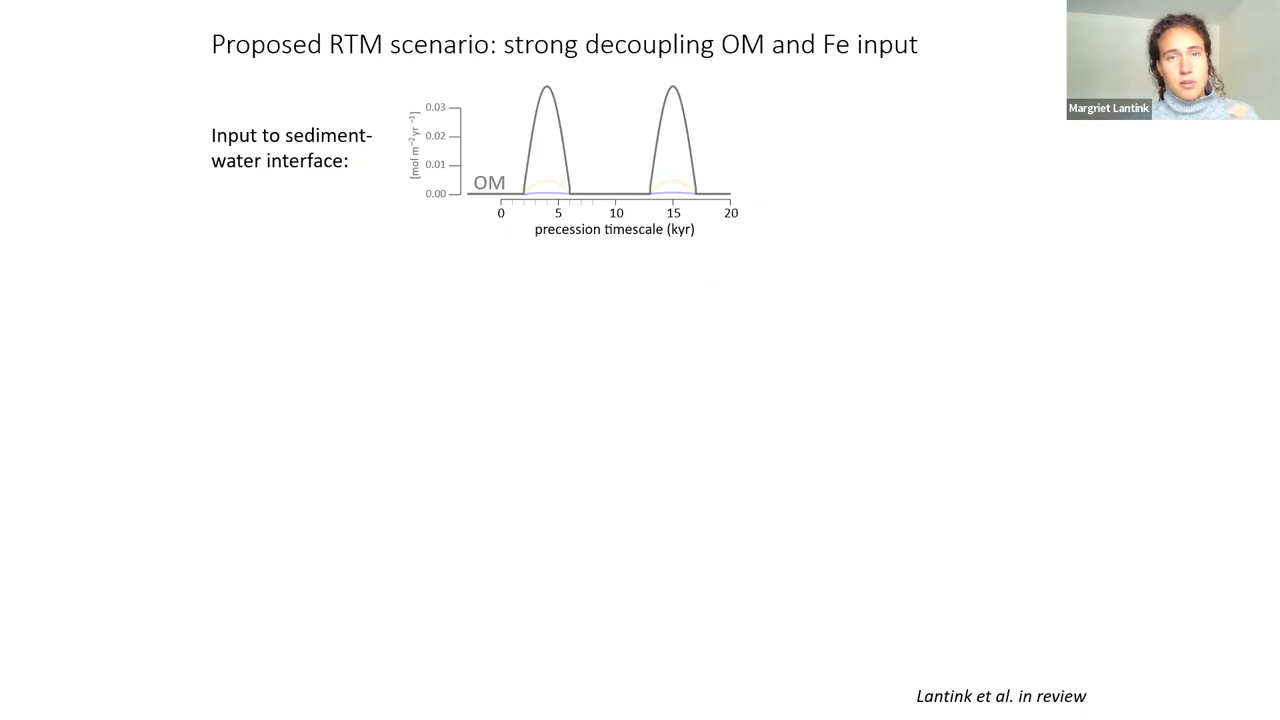 Proposed RTM scenario: strong decoupling OM and Fe input
Margriet Lantink
Input to sediment-
water interface:
[mol m⁻²yr⁻¹]
0.03
0.02
0.01
0.00
OM
0 5 10 15 20
precession timescale (kyr)
Lantink et al. in review